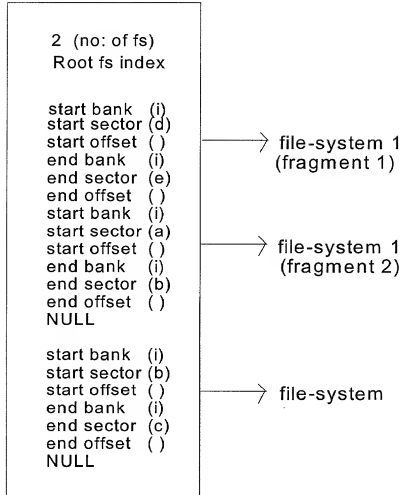 2 (no: of fs)
Root fs index
start bank (i)
start sector (d)
start offset ( )
end bank (i)
end sector (e)
end offset ( )
start bank (i)
start sector (a)
start offset ( )
end bank (i)
end sector (b)
end offset ( )
NULL
start bank (i)
start sector (b)
start offset ( )
end bank (i)
end sector (c)
end offset ( )
NULL
file-system 1
(fragment 1)
file-system 1
(fragment 2)
file-system